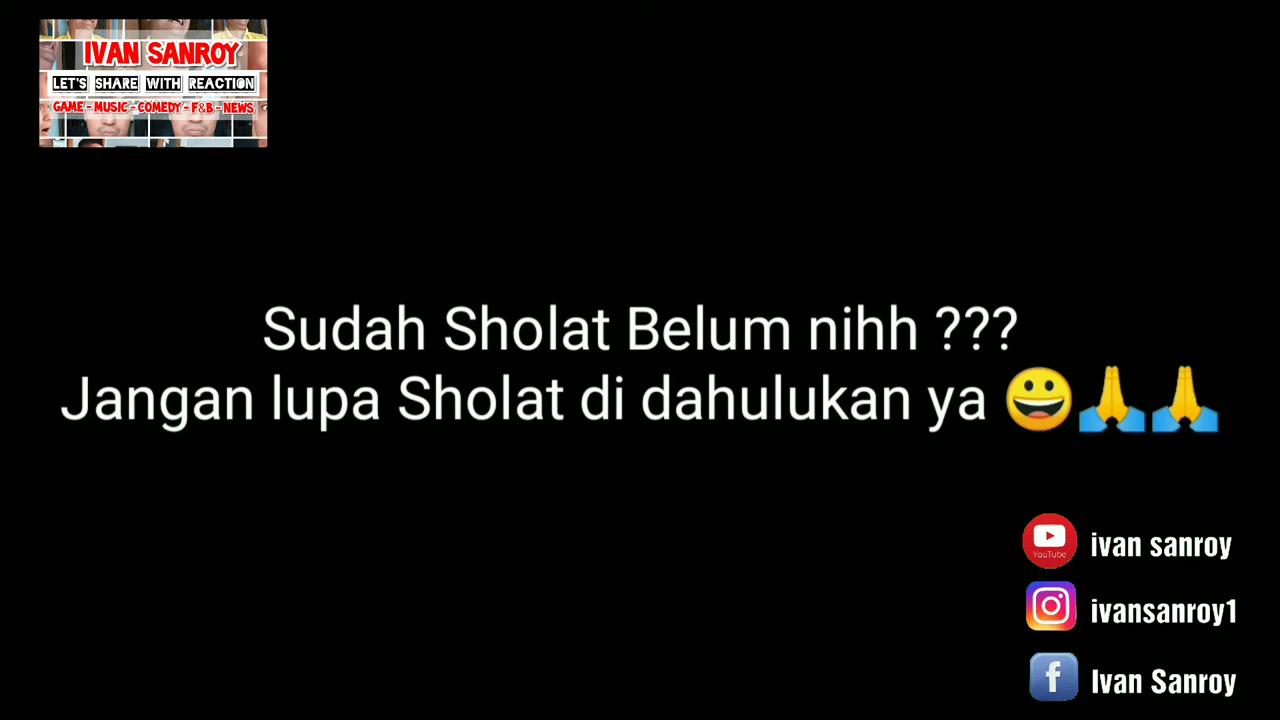 IVAN SANROY
LET'S SHARE WITH REACTION
GAME - MUSIC - COMEDY - F&B - NEWS
Sudah Sholat Belum nihh ???
Jangan lupa Sholat di dahulukan ya 😀🙏🙏
YouTube
ivan sanroy
ivansanroy1
Ivan Sanroy